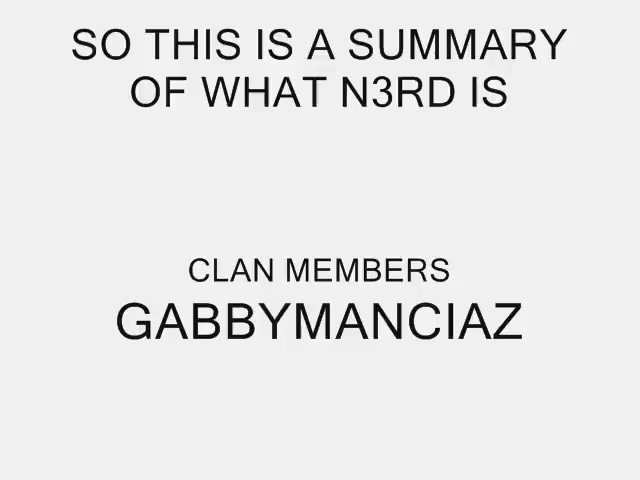 SO THIS IS A SUMMARY
OF WHAT N3RD IS
CLAN MEMBERS
GABBYMANCIAZ